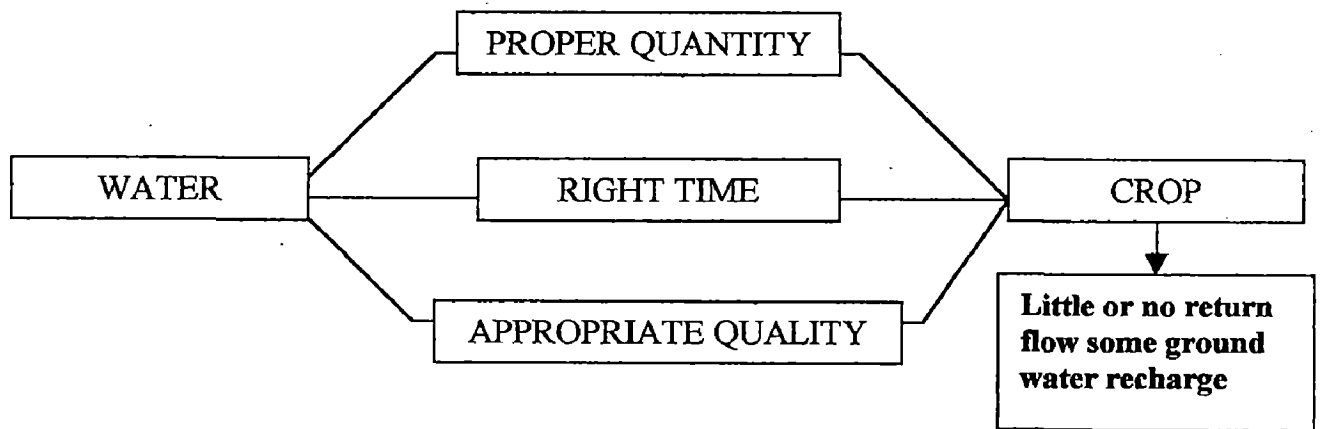 PROPER QUANTITY
WATER
RIGHT TIME
CROP
APPROPRIATE QUALITY
Little or no return
flow some ground
water recharge